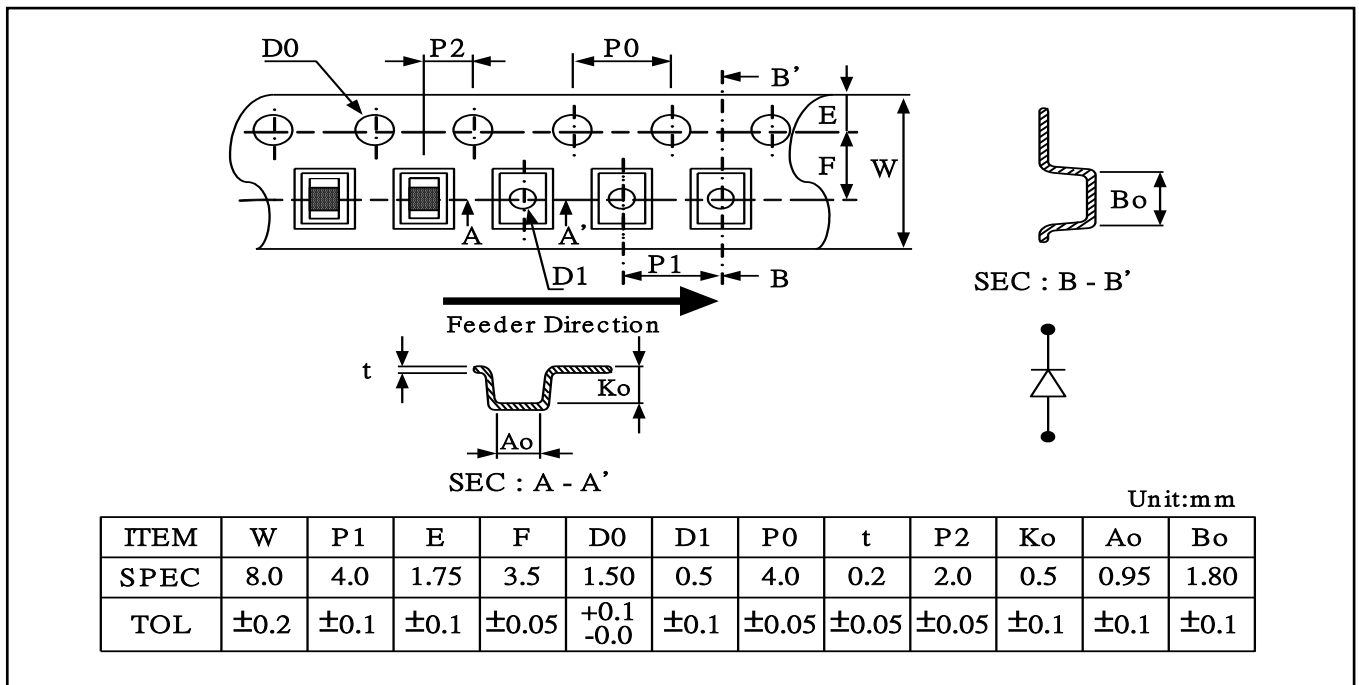 D0
P2
P0
B’
E
F
W
A
A’
D1
P1
B
Bo
SEC : B - B’
Feeder Direction
t
Ko
Ao
SEC : A - A’
Unit:mm
ITEM W P1 E F D0 D1 P0 t P2 Ko Ao Bo
SPEC 8.0 4.0 1.75 3.5 1.50 0.5 4.0 0.2 2.0 0.5 0.95 1.80
TOL ±0.2 ±0.1 ±0.1 ±0.05 +0.1 -0.0 ±0.1 ±0.05 ±0.05 ±0.05 ±0.1 ±0.1 ±0.1